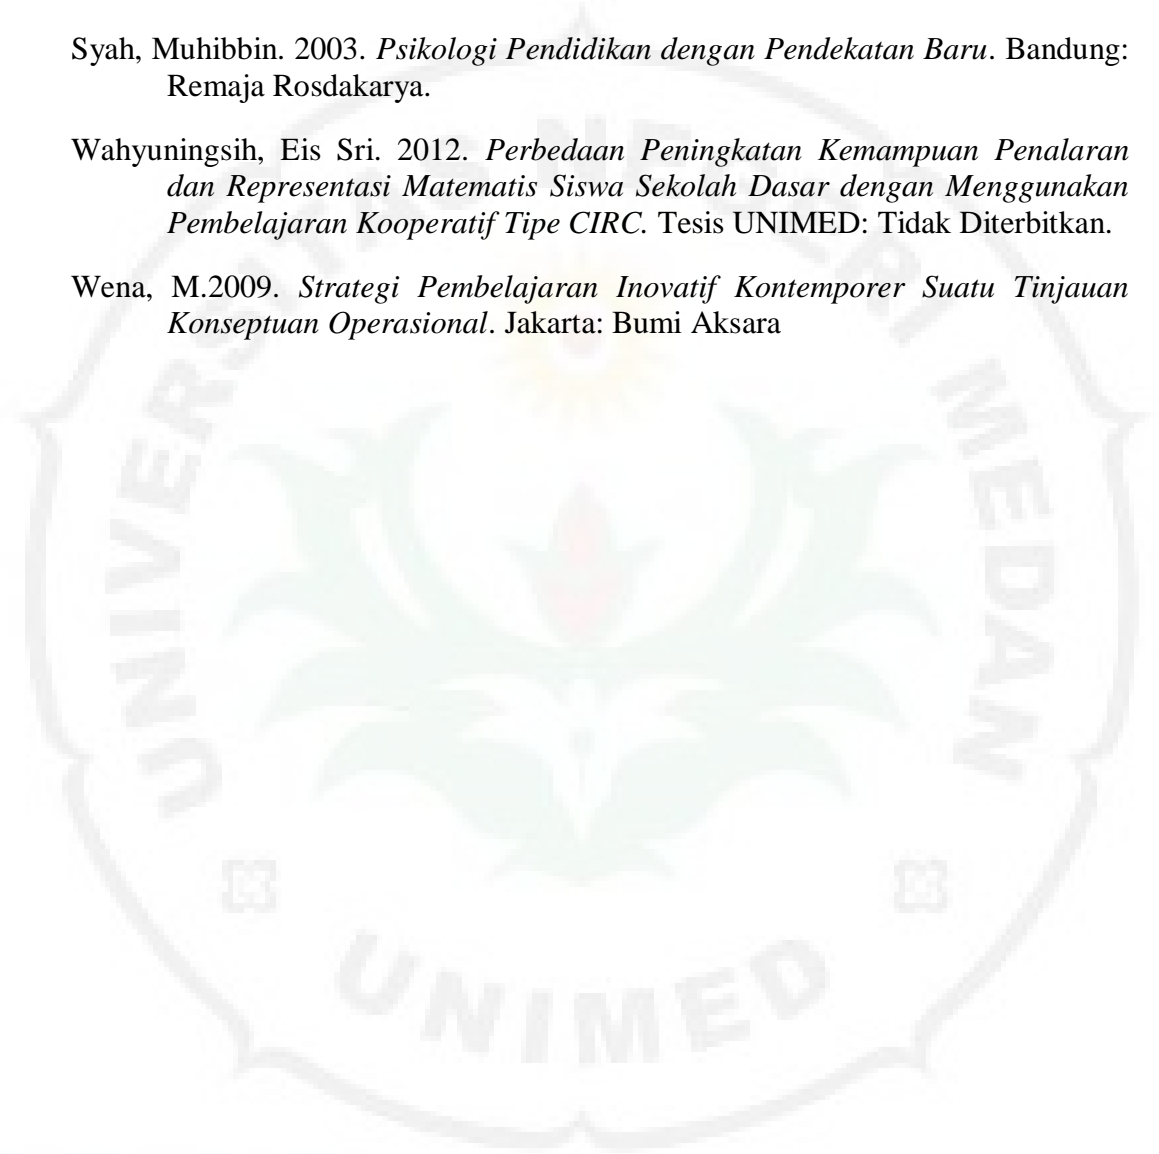 Syah, Muhibbin. 2003. Psikologi Pendidikan dengan Pendekatan Baru. Bandung:
Remaja Rosdakarya.
Wahyuningsih, Eis Sri. 2012. Perbedaan Peningkatan Kemampuan Penalaran
dan Representasi Matematis Siswa Sekolah Dasar dengan Menggunakan
Pembelajaran Kooperatif Tipe CIRC. Tesis UNIMED: Tidak Diterbitkan.
Wena, M.2009. Strategi Pembelajaran Inovatif Kontemporer Suatu Tinjauan
Konseptuan Operasional. Jakarta: Bumi Aksara
UNIVERSITAS NEGERI MEDAN
UNIMED